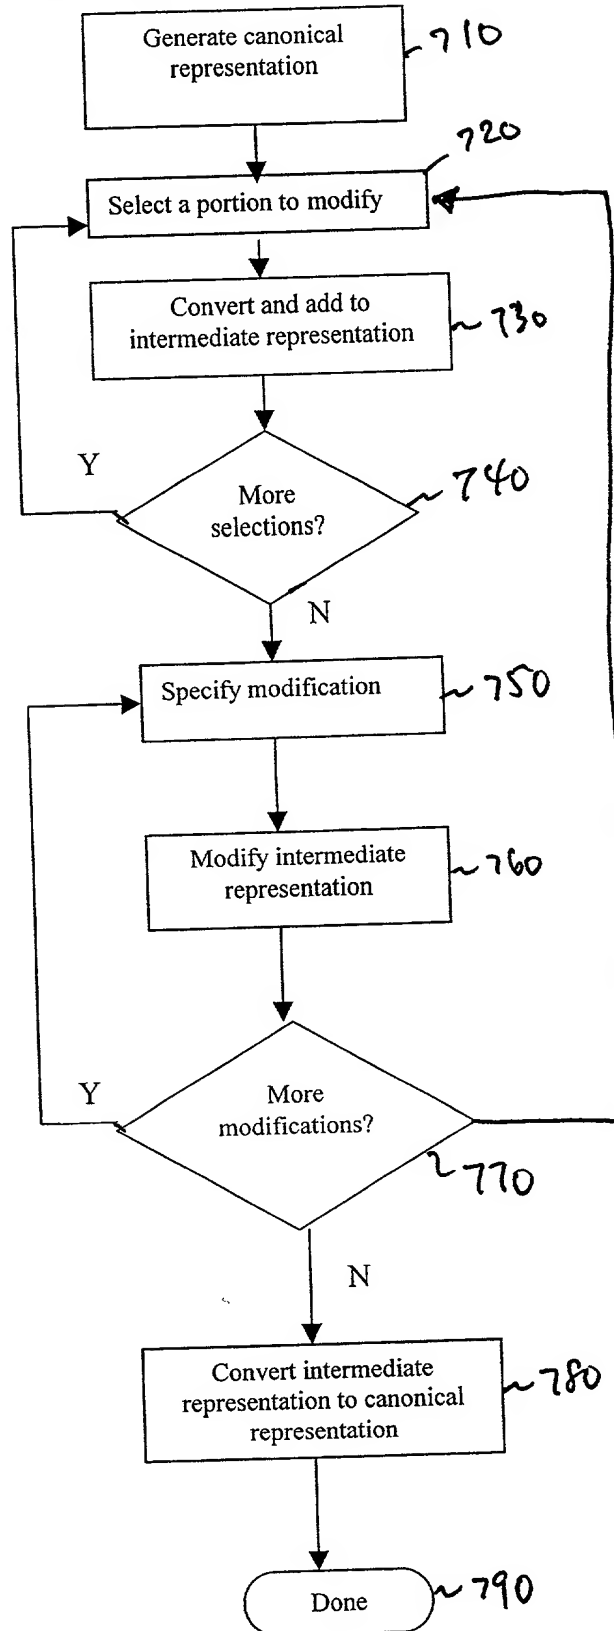 Generate canonical
representation
710
720
Select a portion to modify
Convert and add to
intermediate representation
730
Y
More
selections?
740
N
Specify modification
750
Modify intermediate
representation
760
Y
More
modifications?
770
N
Convert intermediate
representation to canonical
representation
780
Done
790